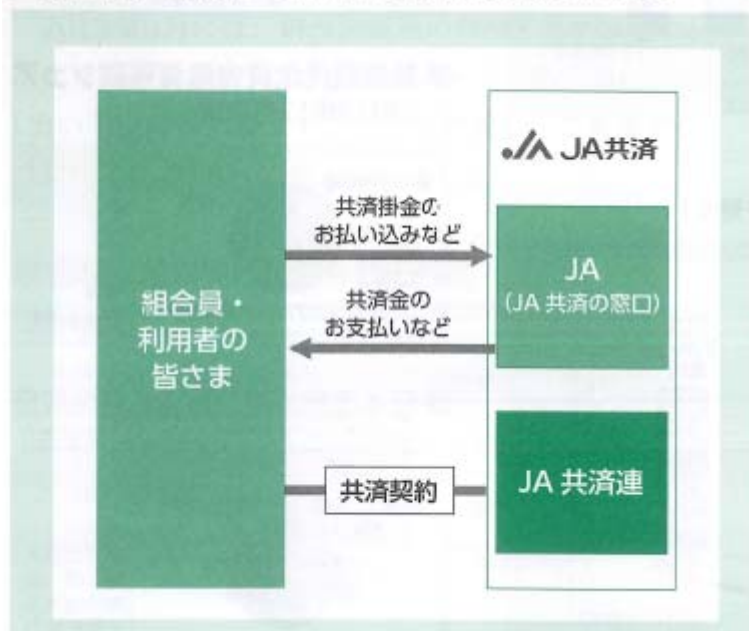 JA共済
共済掛金の
お払い込みなど
JA
(JA 共済の窓口)
組合員・
利用者の
皆さま
共済金の
お支払いなど
共済契約
JA 共済連